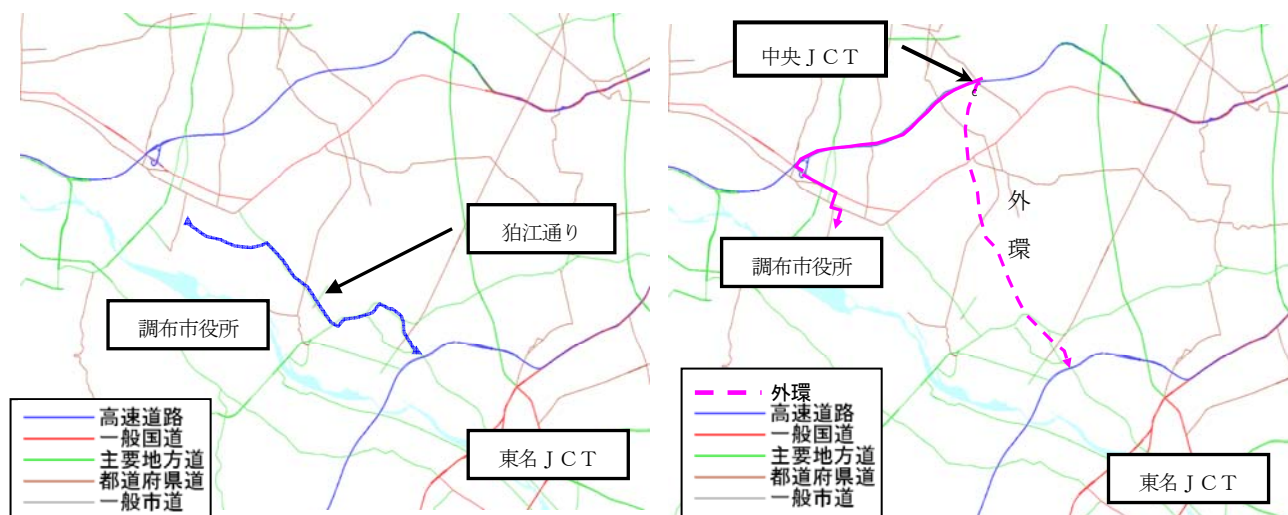 狛江通り
調布市役所
東名ＪＣＴ
高速道路
一般国道
主要地方道
都道府県道
一般市道
中央ＪＣＴ
外
環
調布市役所
東名ＪＣＴ
外環
高速道路
一般国道
主要地方道
都道府県道
一般市道